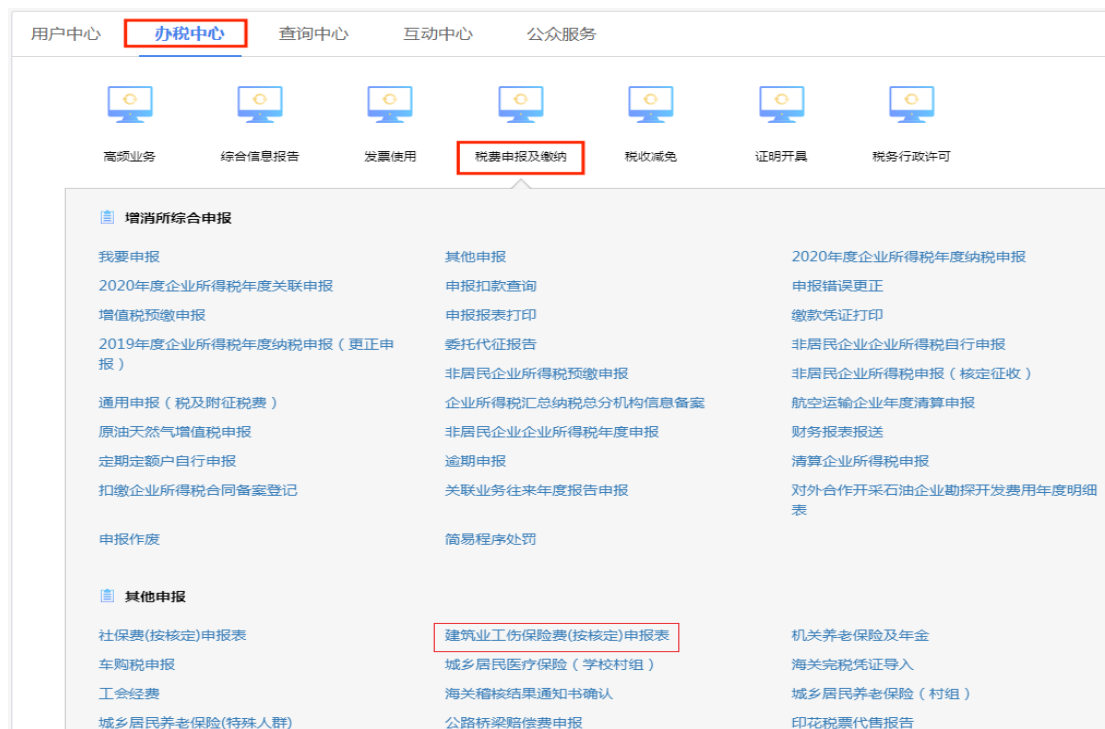 用户中心 办税中心 查询中心 互动中心 公众服务
高频业务 综合信息报告 发票使用 税费申报及缴纳 税收减免 证明开具 税务行政许可
增消所综合申报
我要申报 其他申报 2020年度企业所得税年度纳税申报
2020年度企业所得税年度关联申报 申报扣款查询 申报错误更正
增值税预缴申报 申报报表打印 缴款凭证打印
2019年度企业所得税年度纳税申报（更正申 委托代征报告 非居民企业企业所得税自行申报
报）
非居民企业所得税预缴申报 非居民企业所得税申报（核定征收）
通用申报（税及附征税费） 企业所得税汇总纳税总分机构信息备案 航空运输企业年度清算申报
原油天然气增值税申报 非居民企业企业所得税年度申报 财务报表报送
定期定额户自行申报 逾期申报 清算企业所得税申报
扣缴企业所得税合同备案登记 关联业务往来年度报告申报 对外合作开采石油企业勘探开发费用年度明细
表
申报作废 简易程序处罚
其他申报
社保费(按核定)申报表 建筑业工伤保险费(按核定)申报表 机关养老保险及年金
车购税申报 城乡居民医疗保险（学校村组） 海关完税凭证导入
工会经费 海关稽核结果通知书确认 城乡居民养老保险（村组）
城乡居民养老保险(特殊人群) 公路桥梁赔偿费申报 印花税票代售报告